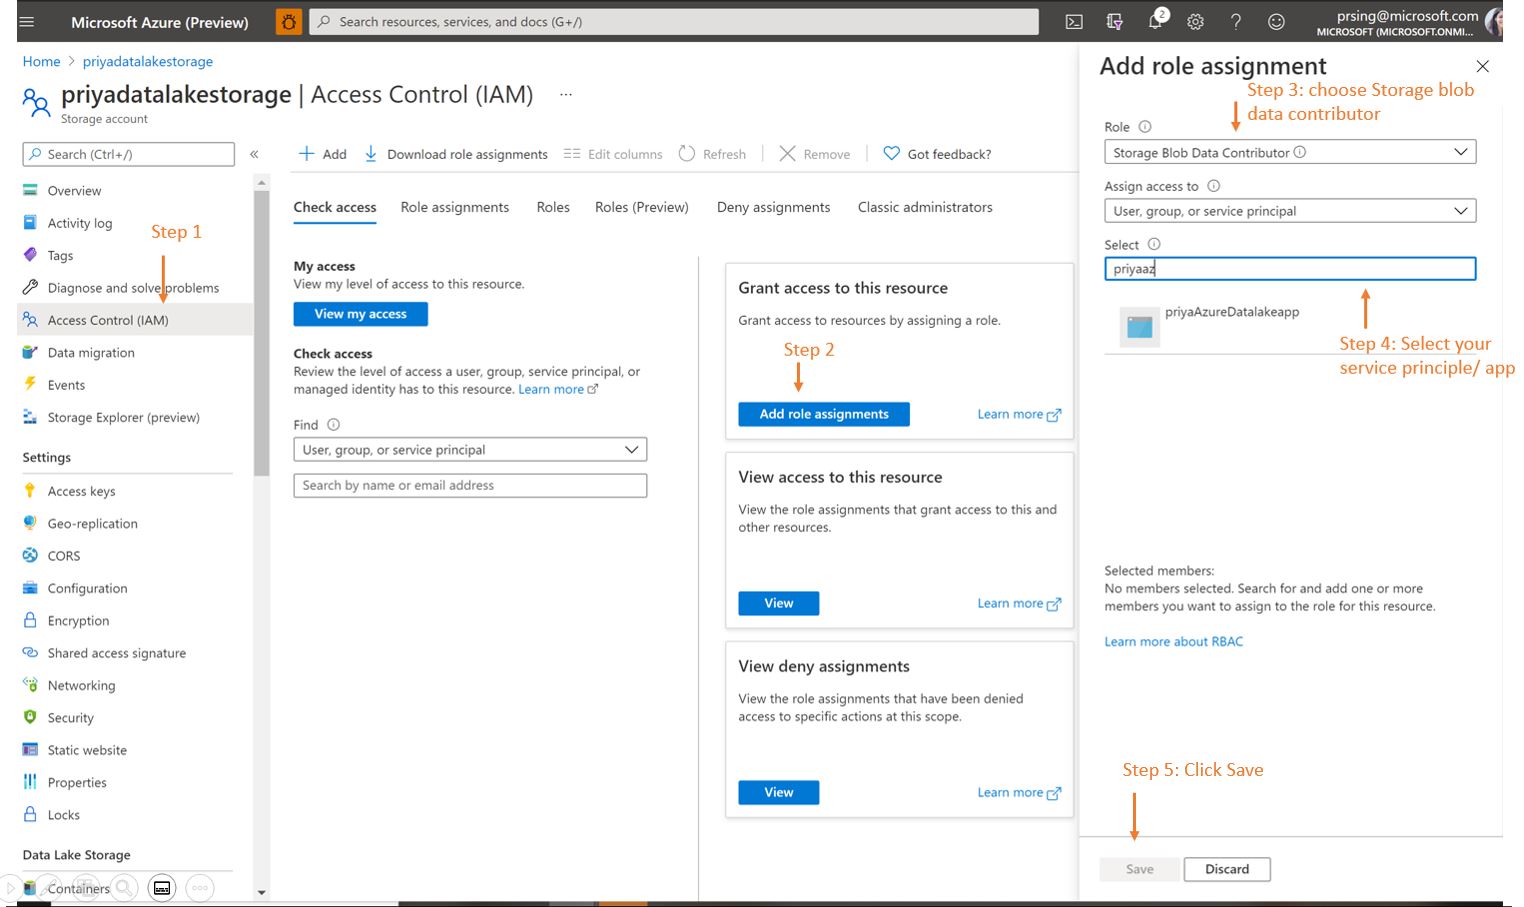 Microsoft Azure (Preview)
Search resources, services, and docs (G+/)
2
prsing@microsoft.com
MICROSOFT (MICROSOFT.ONMI...
Home > priyadatalakestorage
priyadatalakestorage | Access Control (IAM) ...
Storage account
Search (Ctrl+/)
«
Overview
Activity log
Step 1
Tags
Diagnose and solve problems
Access Control (IAM)
Data migration
Events
Storage Explorer (preview)
Settings
Access keys
Geo-replication
CORS
Configuration
Encryption
Shared access signature
Networking
Security
Static website
Properties
Locks
Data Lake Storage
Containers
Add
Download role assignments
Edit columns
Refresh
Remove
Got feedback?
Check access
Role assignments
Roles
Roles (Preview)
Deny assignments
Classic administrators
My access
View my level of access to this resource.
View my access
Check access
Review the level of access a user, group, service principal, or
managed identity has to this resource. Learn more
Find
User, group, or service principal
Search by name or email address
Grant access to this resource
Grant access to resources by assigning a role.
Step 2
Add role assignments
Learn more
View access to this resource
View the role assignments that grant access to this and
other resources.
View
Learn more
View deny assignments
View the role assignments that have been denied
access to specific actions at this scope.
View
Learn more
Add role assignment
Step 3: choose Storage blob
data contributor
Role
Storage Blob Data Contributor
Assign access to
User, group, or service principal
Select
priyaaz
priyaAzureDatalakeapp
Step 4: Select your
service principle/ app
Selected members:
No members selected. Search for and add one or more
members you want to assign to the role for this resource.
Learn more about RBAC
Step 5: Click Save
Save
Discard